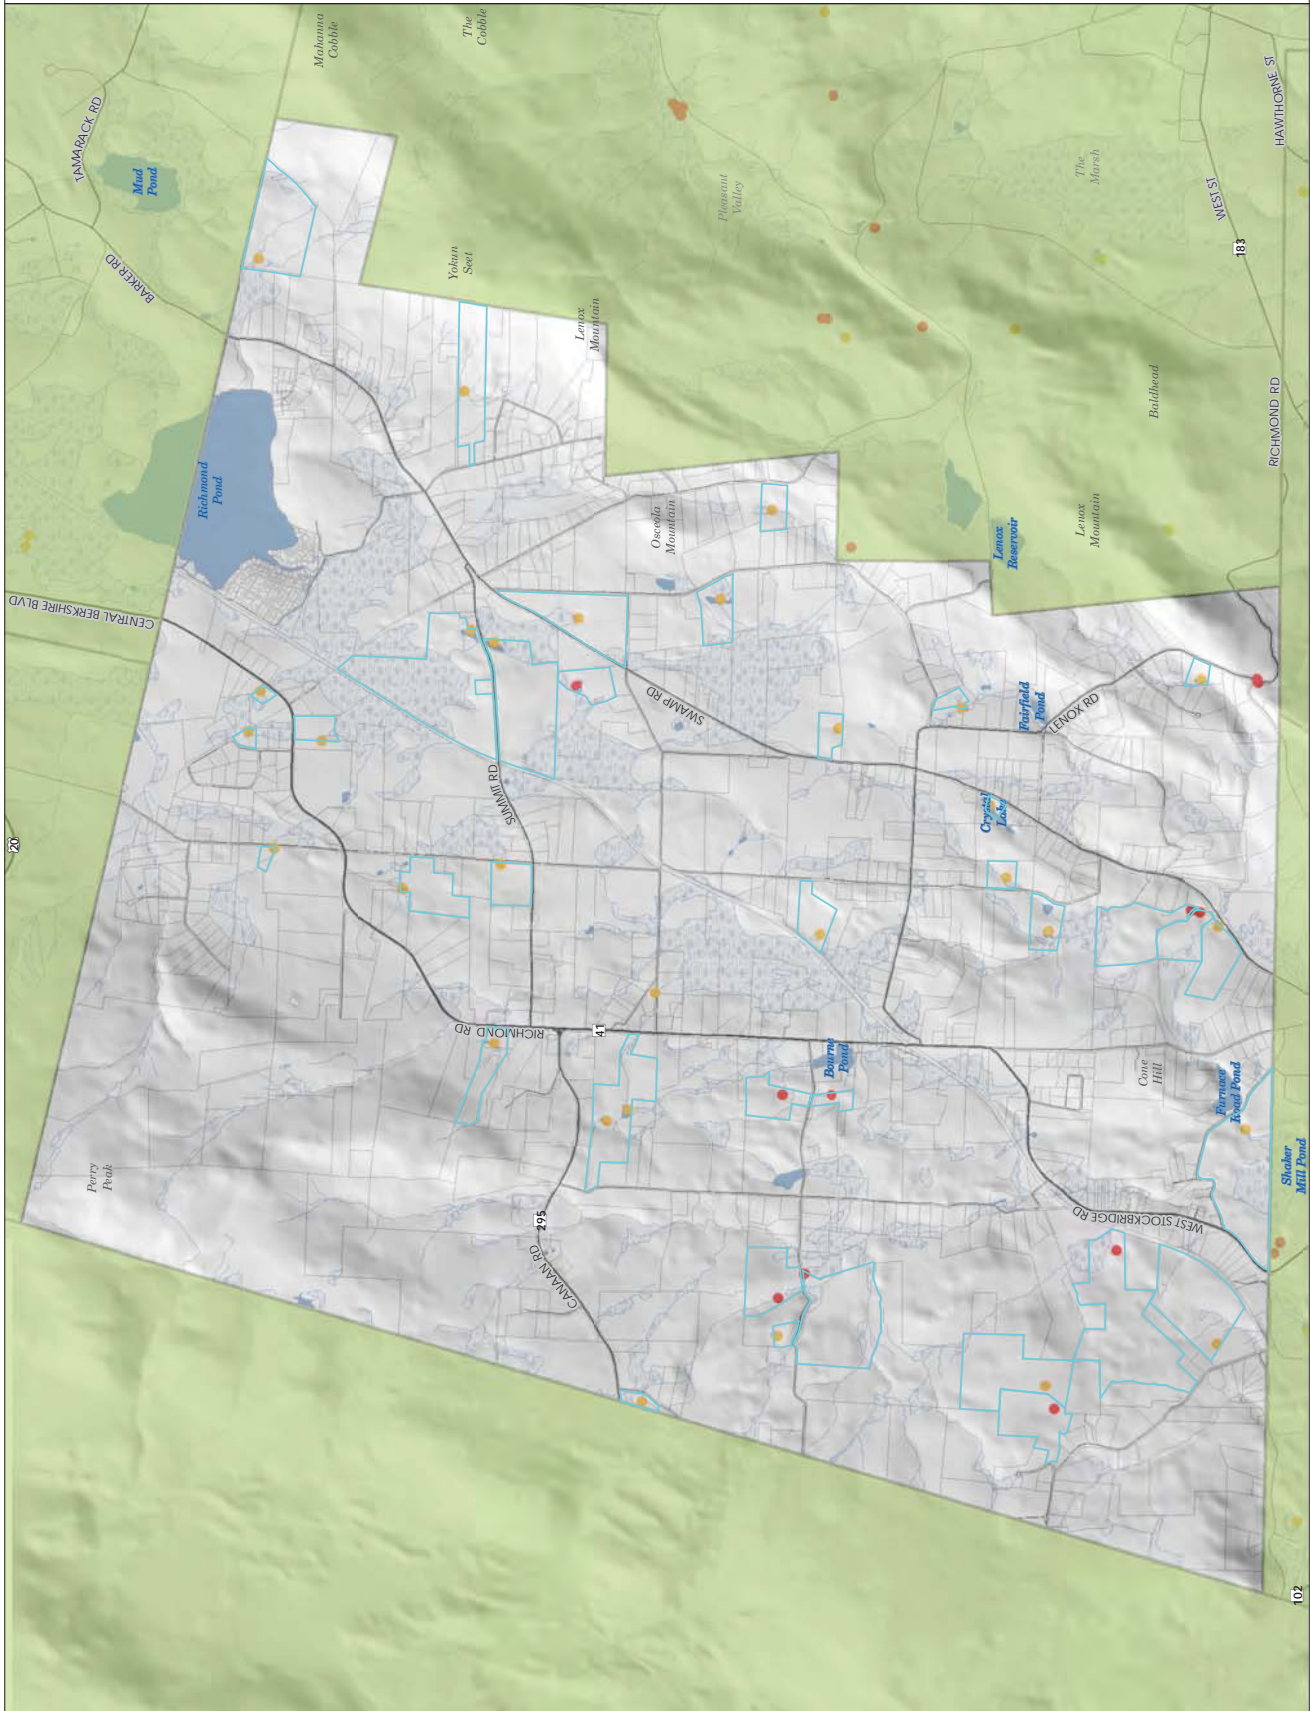 Mahanna
Cobble
The
Cobble
TAMARACK RD
Mud
Pond
HAWTHORNE ST
The
Marsh
Pleasant
Valley
WEST ST
183
BARKER RD
Yokun
Seet
Lenox
Mountain
Baldhead
RICHMOND RD
Richmond
Pond
Osceola
Mountain
Lenox
Reservoir
Lenox
Mountain
CENTRAL BERKSHIRE BLVD
SWAMP RD
Fairfield
Pond
LENOX RD
SUMMIT RD
Crystal
Lake
20
RICHMOND RD
41
Bourne
Pond
Cone
Hill
Furnace
Road Pond
Perry
Peak
Shaker
Mill Pond
295
CANAAN RD
WEST STOCKBRIDGE RD
102